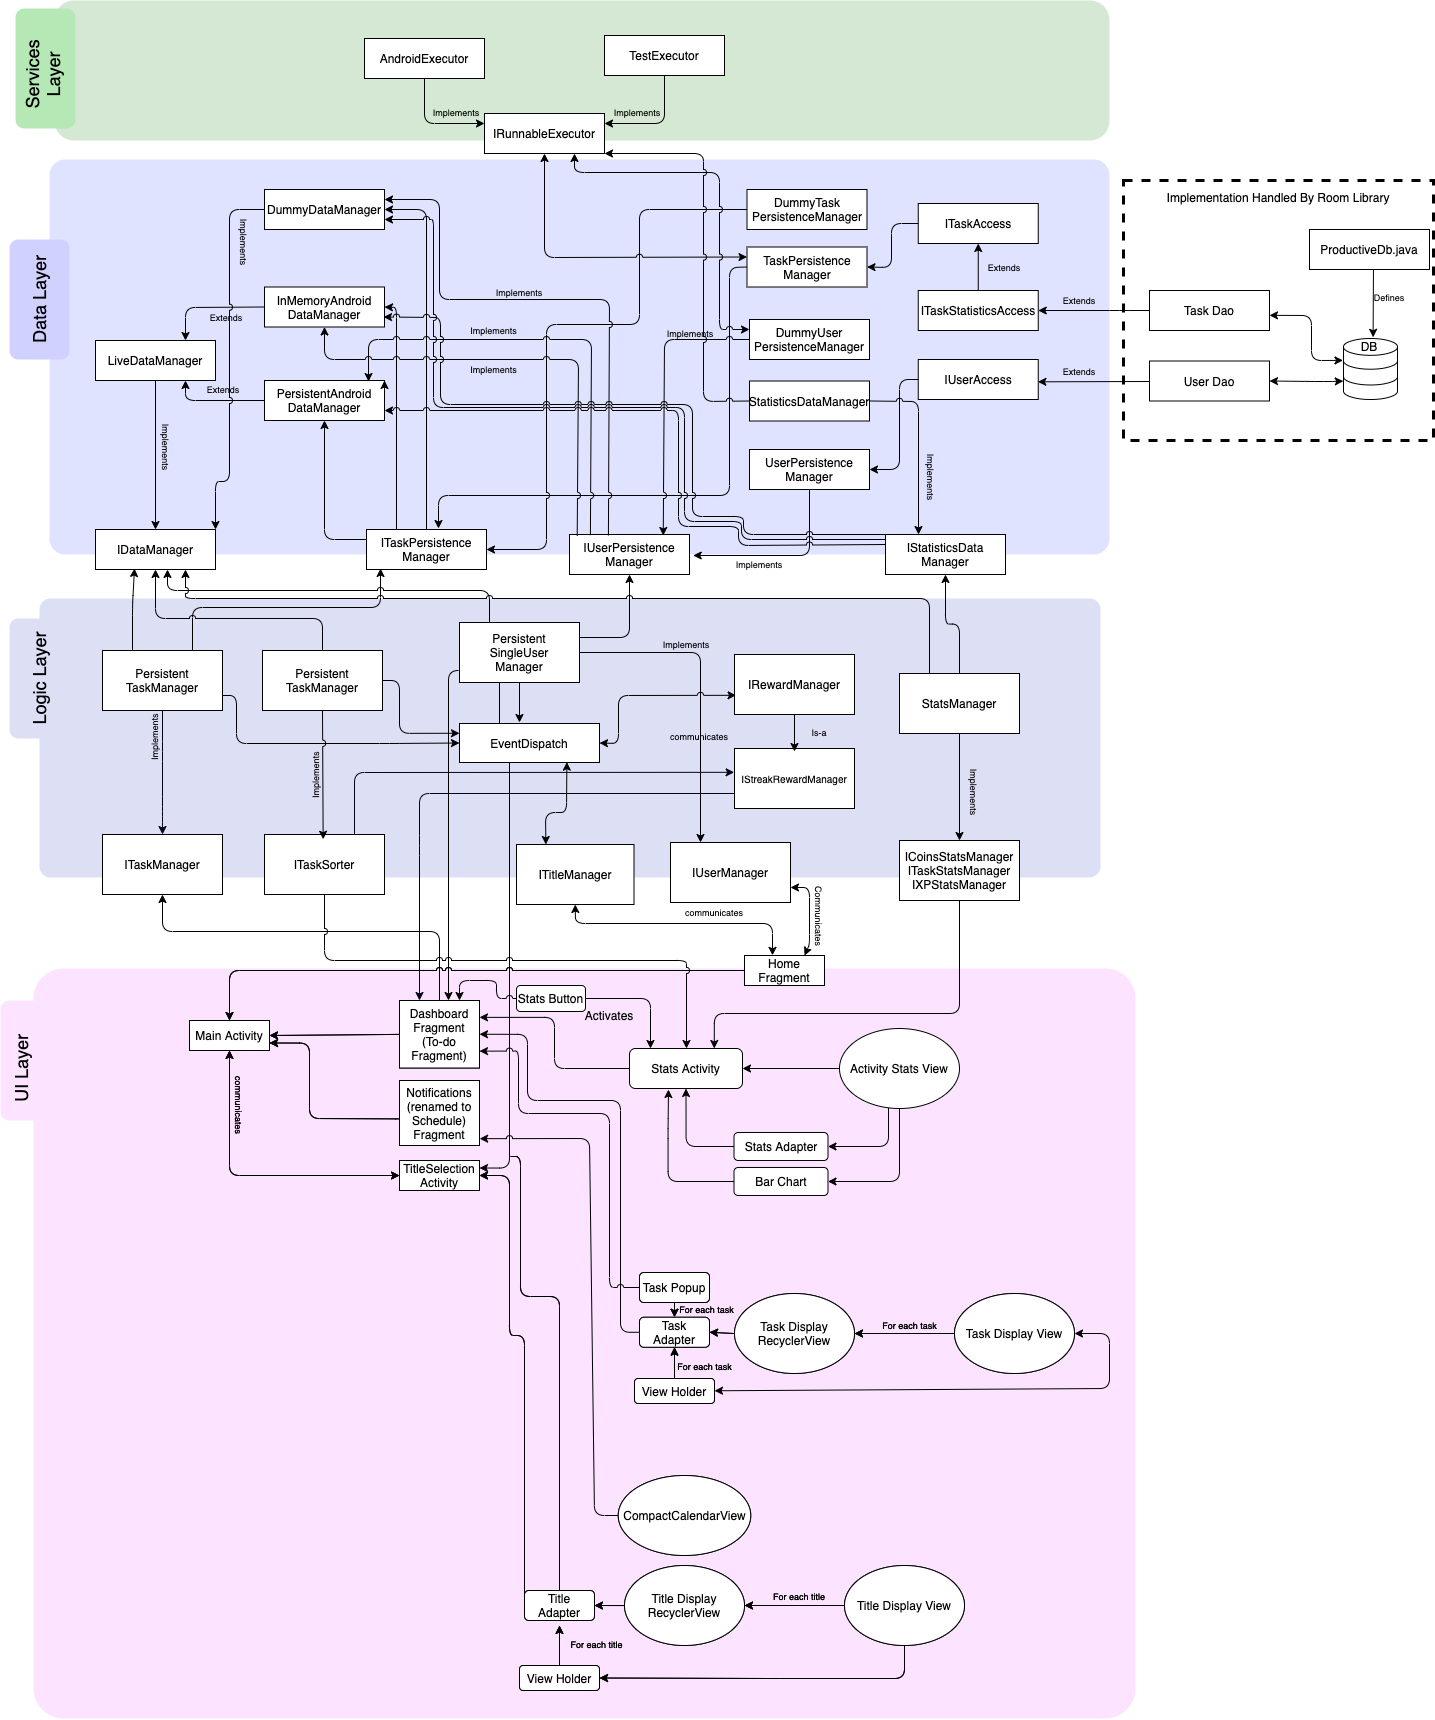 Services
Layer
AndroidExecutor
TestExecutor
Implements
Implements
IRunnableExecutor
Data Layer
DummyDataManager
Implements
DummyTask
PersistenceManager
ITaskAccess
Extends
TaskPersistence
Manager
InMemoryAndroid
DataManager
Extends
Implements
Implements
Implements
Implements
ITaskStatisticsAccess
Extends
LiveDataManager
DummyUser
PersistenceManager
PersistentAndroid
DataManager
Extends
IUserAccess
Extends
StatisticsDataManager
Implements
UserPersistence
Manager
Implements
IDataManager
ITaskPersistence
Manager
IUserPersistence
Manager
Implements
IStatisticsData
Manager
Implementation Handled By Room Library
ProductiveDb.java
Defines
Task Dao
DB
User Dao
Logic Layer
Persistent
TaskManager
Persistent
TaskManager
Persistent
SingleUser
Manager
Implements
IRewardManager
StatsManager
Implements
Implements
EventDispatch
communicates
Is-a
IStreakRewardManager
Implements
ITaskManager
ITaskSorter
ITitleManager
IUserManager
ICoinsStatsManager
ITaskStatsManager
IXPStatsManager
communicates
Communicates
Home
Fragment
UI Layer
Main Activity
Dashboard
Fragment
(To-do
Fragment)
Stats Button
Activates
Stats Activity
Activity Stats View
communicates
Notifications
(renamed to
Schedule)
Fragment
Stats Adapter
TitleSelection
Activity
Bar Chart
Task Popup
For each task
Task
Adapter
Task Display
RecyclerView
For each task
Task Display View
For each task
View Holder
CompactCalendarView
Title
Adapter
Title Display
RecyclerView
For each title
Title Display View
For each title
View Holder